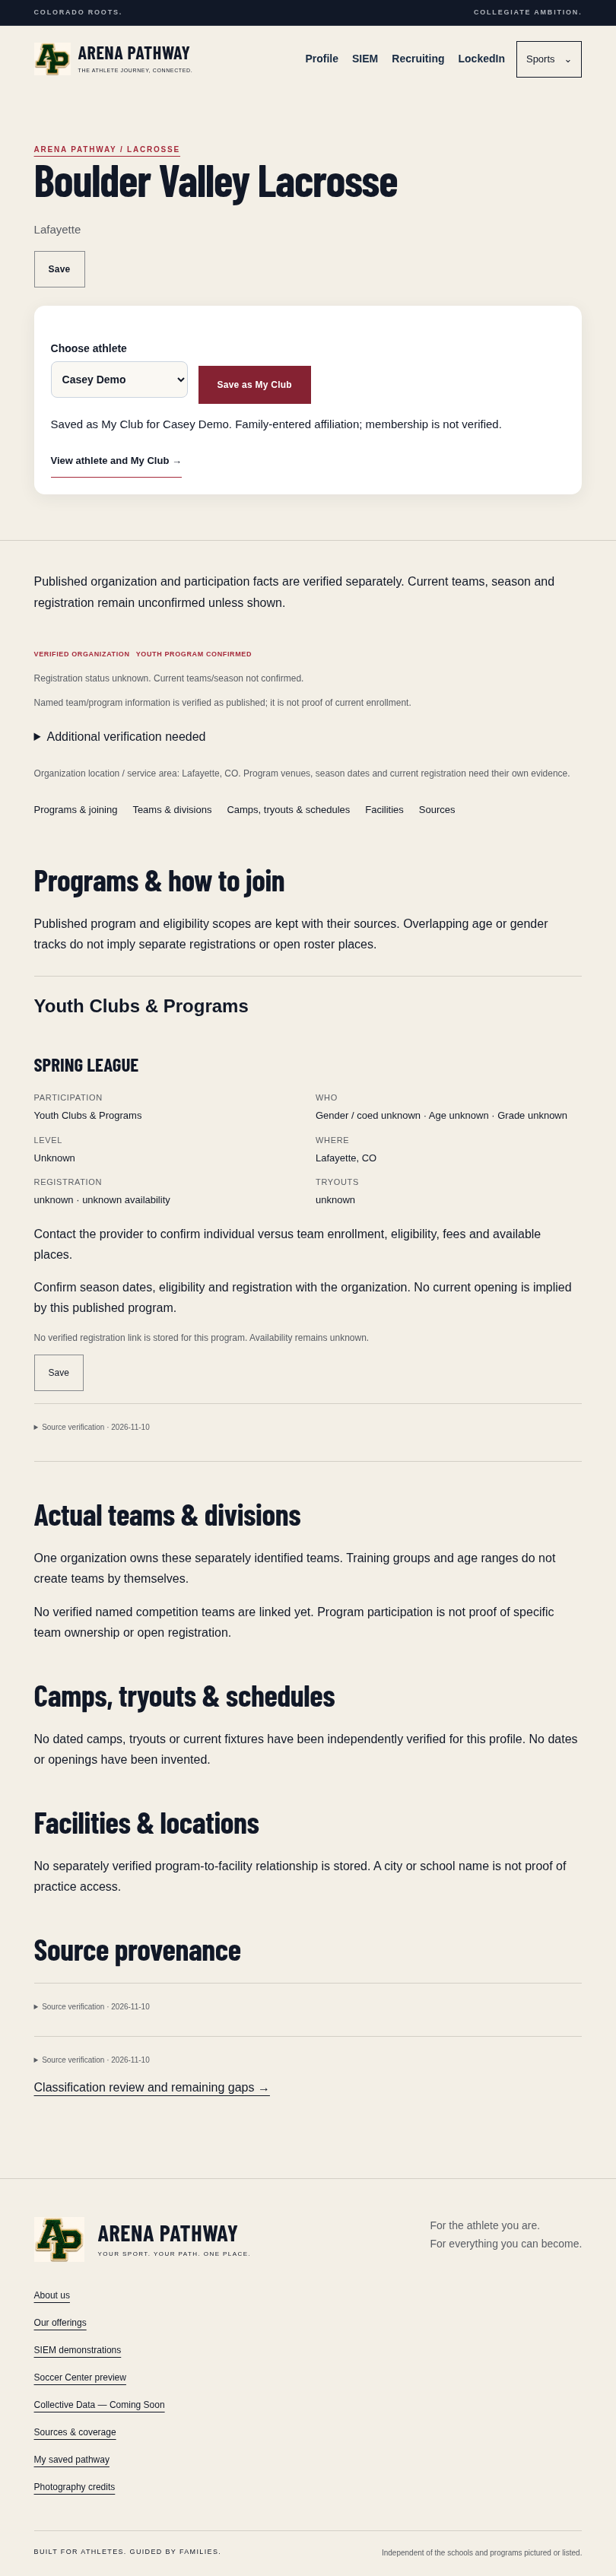 COLORADO ROOTS.
COLLEGIATE AMBITION.
AP
ARENA PATHWAY
THE ATHLETE JOURNEY, CONNECTED.
Profile SIEM Recruiting LockedIn Sports ⌄
ARENA PATHWAY / LACROSSE
Boulder Valley Lacrosse
Lafayette
Save
Choose athlete
Casey Demo
Save as My Club
Saved as My Club for Casey Demo. Family-entered affiliation; membership is not verified.
View athlete and My Club →
Published organization and participation facts are verified separately. Current teams, season and
registration remain unconfirmed unless shown.
VERIFIED ORGANIZATION YOUTH PROGRAM CONFIRMED
Registration status unknown. Current teams/season not confirmed.
Named team/program information is verified as published; it is not proof of current enrollment.
▶ Additional verification needed
Organization location / service area: Lafayette, CO. Program venues, season dates and current registration need their own evidence.
Programs & joining Teams & divisions Camps, tryouts & schedules Facilities Sources
Programs & how to join
Published program and eligibility scopes are kept with their sources. Overlapping age or gender
tracks do not imply separate registrations or open roster places.
Youth Clubs & Programs
SPRING LEAGUE
PARTICIPATION
Youth Clubs & Programs
WHO
Gender / coed unknown · Age unknown · Grade unknown
LEVEL
Unknown
WHERE
Lafayette, CO
REGISTRATION
unknown · unknown availability
TRYOUTS
unknown
Contact the provider to confirm individual versus team enrollment, eligibility, fees and available
places.
Confirm season dates, eligibility and registration with the organization. No current opening is implied
by this published program.
No verified registration link is stored for this program. Availability remains unknown.
Save
▶ Source verification · 2026-11-10
Actual teams & divisions
One organization owns these separately identified teams. Training groups and age ranges do not
create teams by themselves.
No verified named competition teams are linked yet. Program participation is not proof of specific
team ownership or open registration.
Camps, tryouts & schedules
No dated camps, tryouts or current fixtures have been independently verified for this profile. No dates
or openings have been invented.
Facilities & locations
No separately verified program-to-facility relationship is stored. A city or school name is not proof of
practice access.
Source provenance
▶ Source verification · 2026-11-10
▶ Source verification · 2026-11-10
Classification review and remaining gaps →
AP
ARENA PATHWAY
YOUR SPORT. YOUR PATH. ONE PLACE.
For the athlete you are.
For everything you can become.
About us
Our offerings
SIEM demonstrations
Soccer Center preview
Collective Data — Coming Soon
Sources & coverage
My saved pathway
Photography credits
BUILT FOR ATHLETES. GUIDED BY FAMILIES.
Independent of the schools and programs pictured or listed.